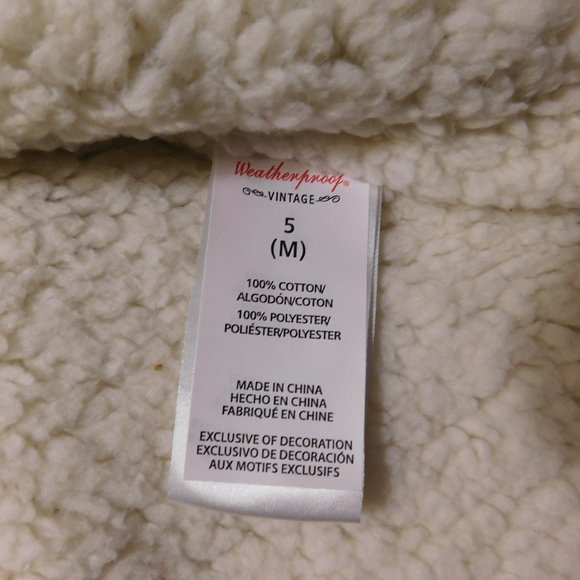 Weatherproof®
VINTAGE
5
(M)
100% COTTON/
ALGODÓN/COTON
100% POLYESTER/
POLIÉSTER/POLYESTER
MADE IN CHINA
HECHO EN CHINA
FABRIQUÉ EN CHINE
EXCLUSIVE OF DECORATION
EXCLUSIVO DE DECORACIÓN
AUX MOTIFS EXCLUSIFS